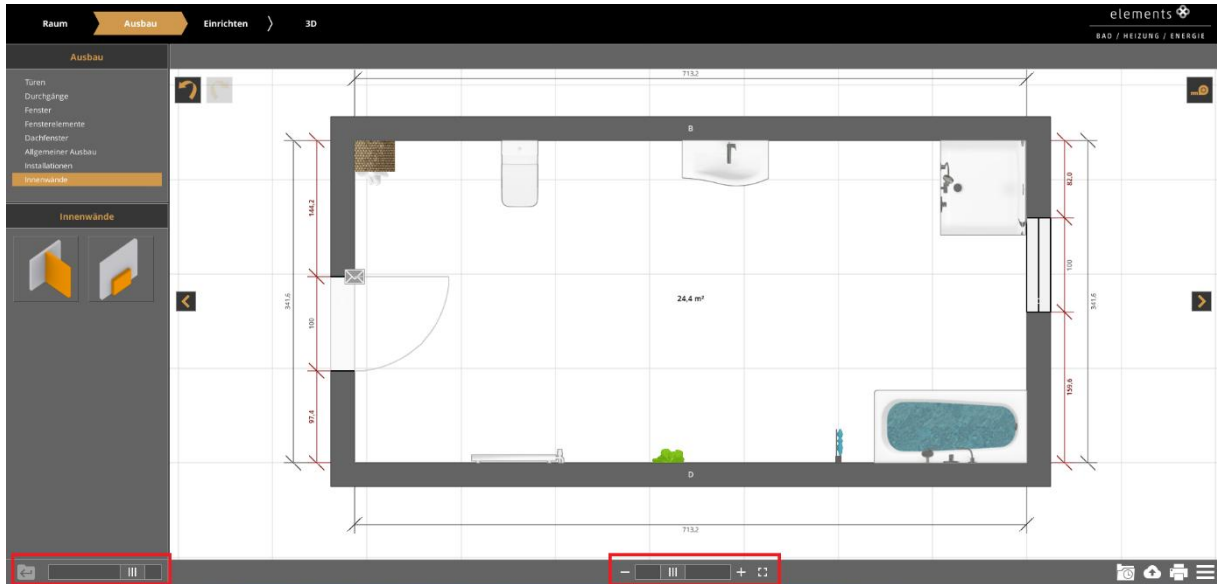 Raum
Ausbau
Einrichten
3D
elements
BAD / HEIZUNG / ENERGIE
Ausbau
Türen
Durchgänge
Fenster
Fensterelemente
Dachfenster
Allgemeiner Ausbau
Installationen
Innenwände
Innenwände
713,2
B
144,2
82,0
341,6
100
24,4 m²
100
341,6
97,4
159,6
D
713,2